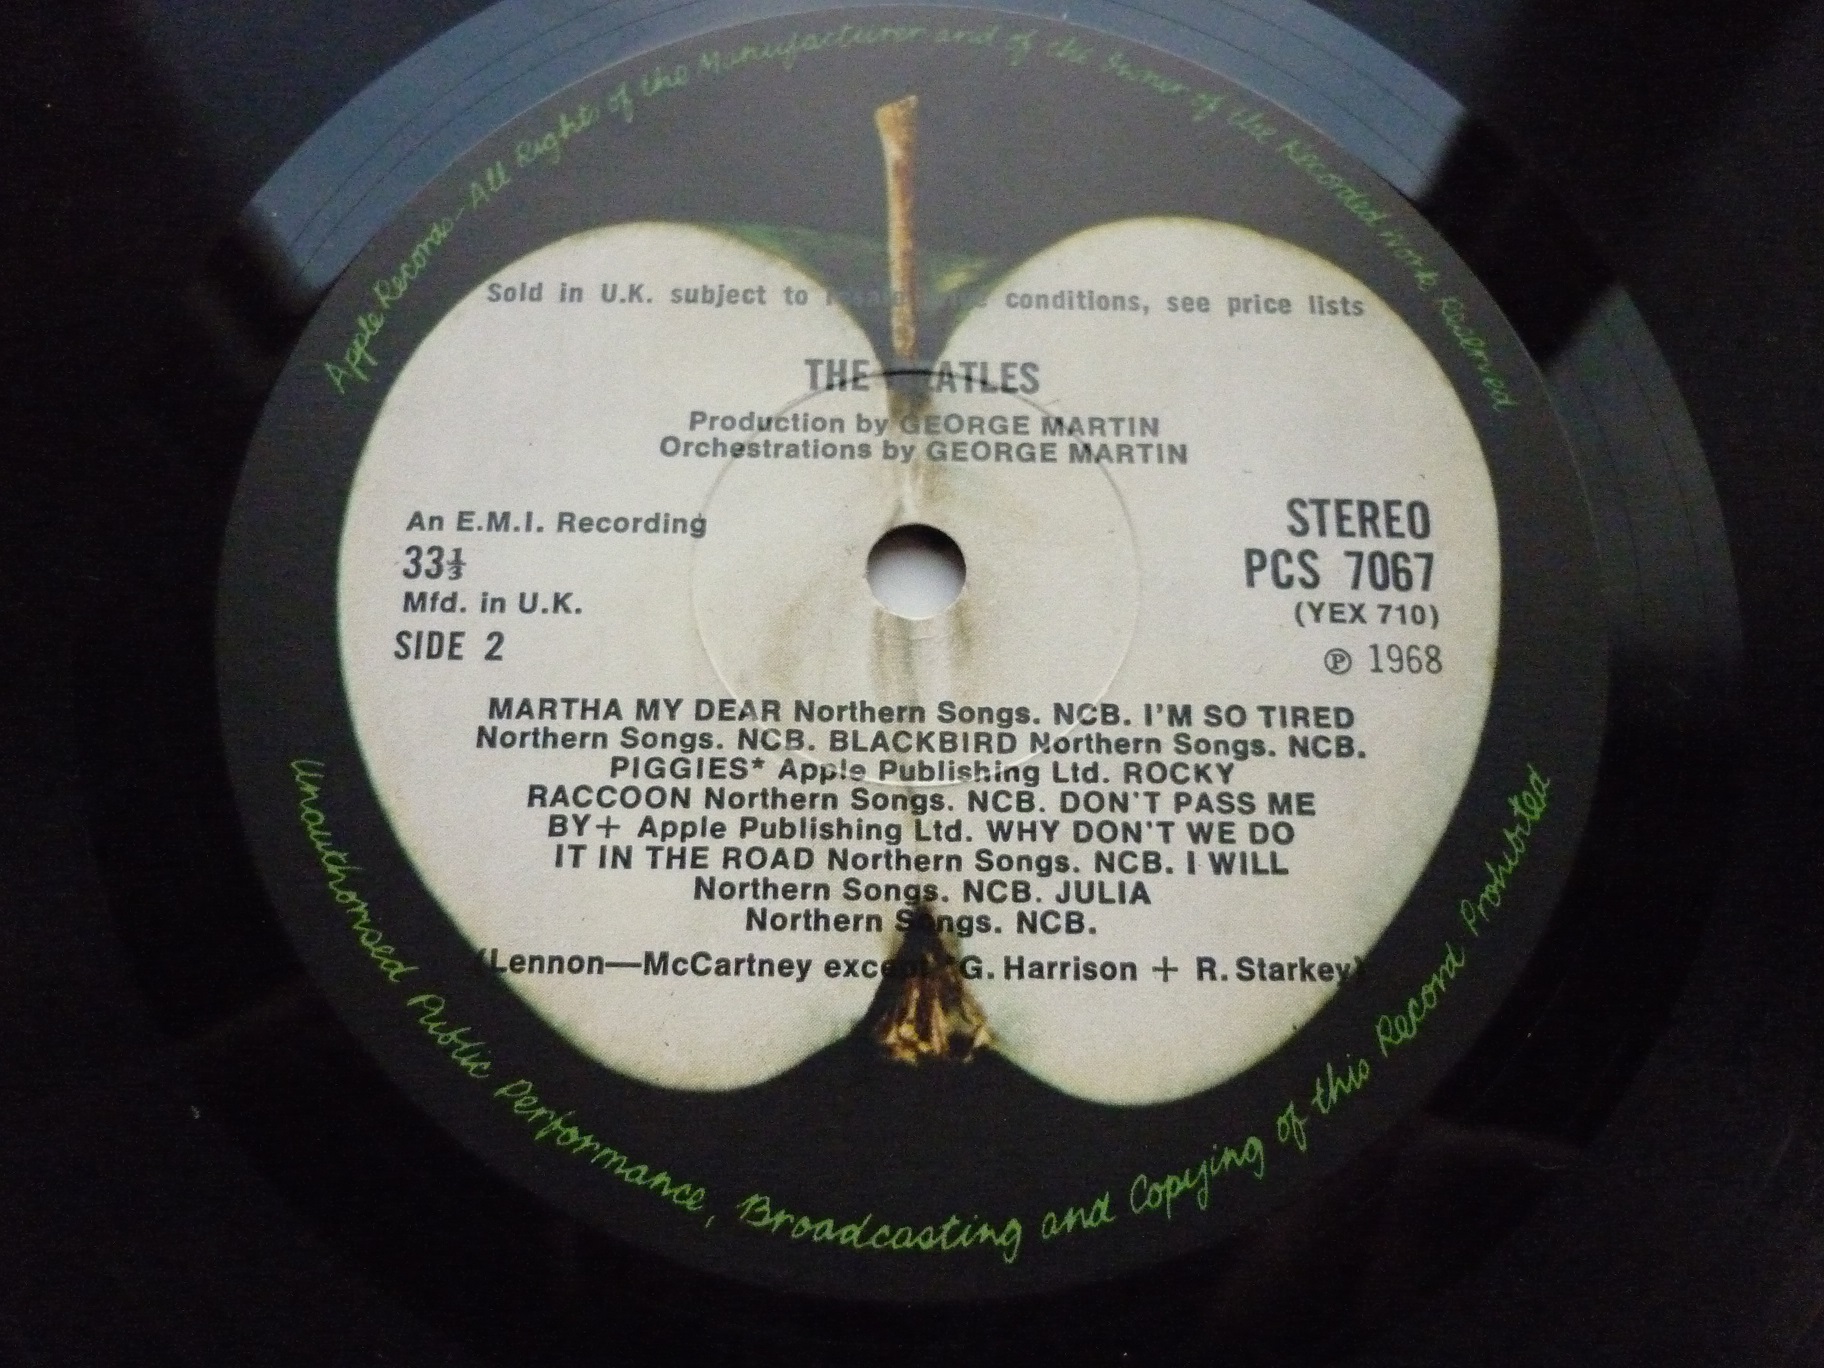 Apple Records—All Rights of the Manufacturer and of the Owner of the Recorded Work Reserved
Sold in U.K. subject to resale price conditions, see price lists
THE BEATLES
Production by GEORGE MARTIN
Orchestrations by GEORGE MARTIN
An E.M.I. Recording
33⅓
Mfd. in U.K.
SIDE 2
STEREO
PCS 7067
(YEX 710)
℗ 1968
MARTHA MY DEAR Northern Songs. NCB. I'M SO TIRED
Northern Songs. NCB. BLACKBIRD Northern Songs. NCB.
PIGGIES* Apple Publishing Ltd. ROCKY
RACCOON Northern Songs. NCB. DON'T PASS ME
BY+ Apple Publishing Ltd. WHY DON'T WE DO
IT IN THE ROAD Northern Songs. NCB. I WILL
Northern Songs. NCB. JULIA
Northern Songs. NCB.
(Lennon—McCartney except *G. Harrison + R. Starkey)
Unauthorised Public Performance, Broadcasting and Copying of this Record Prohibited